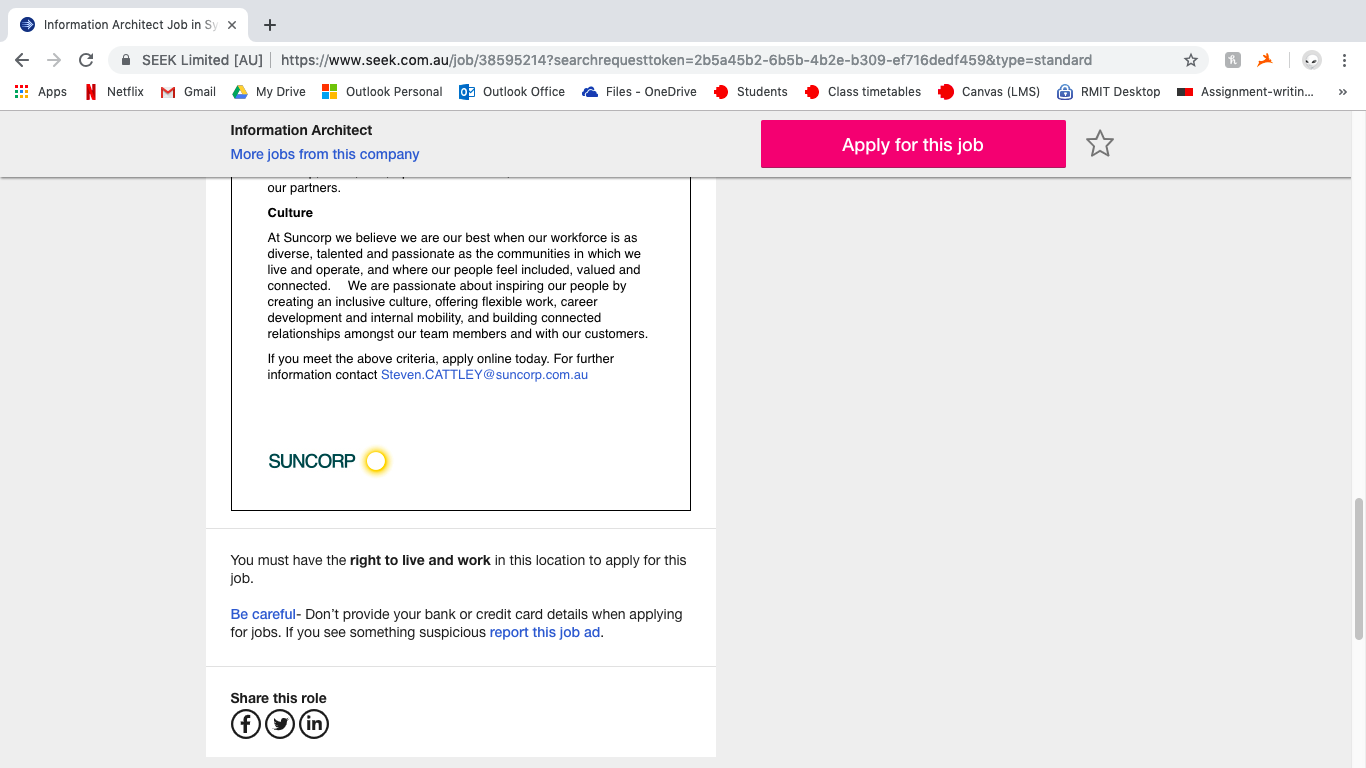 Information Architect Job in Sy
SEEK Limited [AU] | https://www.seek.com.au/job/38595214?searchrequesttoken=2b5a45b2-6b5b-4b2e-b309-ef716dedf459&type=standard
Apps Netflix Gmail My Drive Outlook Personal Outlook Office Files - OneDrive Students Class timetables Canvas (LMS) RMIT Desktop Assignment-writin... »
Information Architect
Apply for this job
More jobs from this company
our partners.
Culture
At Suncorp we believe we are our best when our workforce is as
diverse, talented and passionate as the communities in which we
live and operate, and where our people feel included, valued and
connected. We are passionate about inspiring our people by
creating an inclusive culture, offering flexible work, career
development and internal mobility, and building connected
relationships amongst our team members and with our customers.
If you meet the above criteria, apply online today. For further
information contact Steven.CATTLEY@suncorp.com.au
SUNCORP
You must have the right to live and work in this location to apply for this
job.
Be careful- Don’t provide your bank or credit card details when applying
for jobs. If you see something suspicious report this job ad.
Share this role